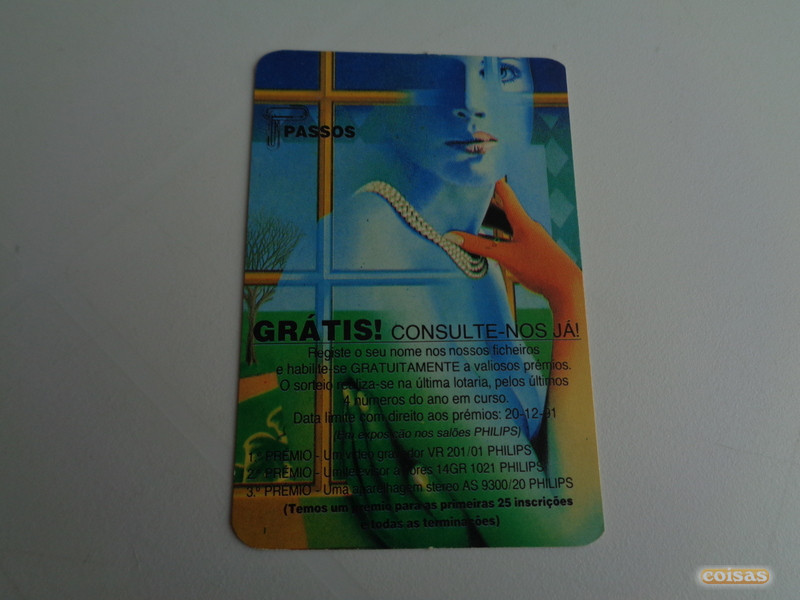 PASSOS
GRÁTIS! CONSULTE-NOS JÁ!
Registe o seu nome nos nossos ficheiros
e habilite-se GRATUITAMENTE a valiosos prémios.
O sorteio realiza-se na última lotaria, pelos últimos
4 números do ano em curso.
Data limite com direito aos prémios: 20-12-91
(Em exposição nos salões PHILIPS)
1.º PRÉMIO - Um vídeo gravador VR 201/01 PHILIPS
2.º PRÉMIO - Um televisor a cores 14GR 1021 PHILIPS
3.º PRÉMIO - Uma aparelhagem stereo AS 9300/20 PHILIPS
(Temos um prémio para as primeiras 25 inscrições
e todas as terminações)
coisas